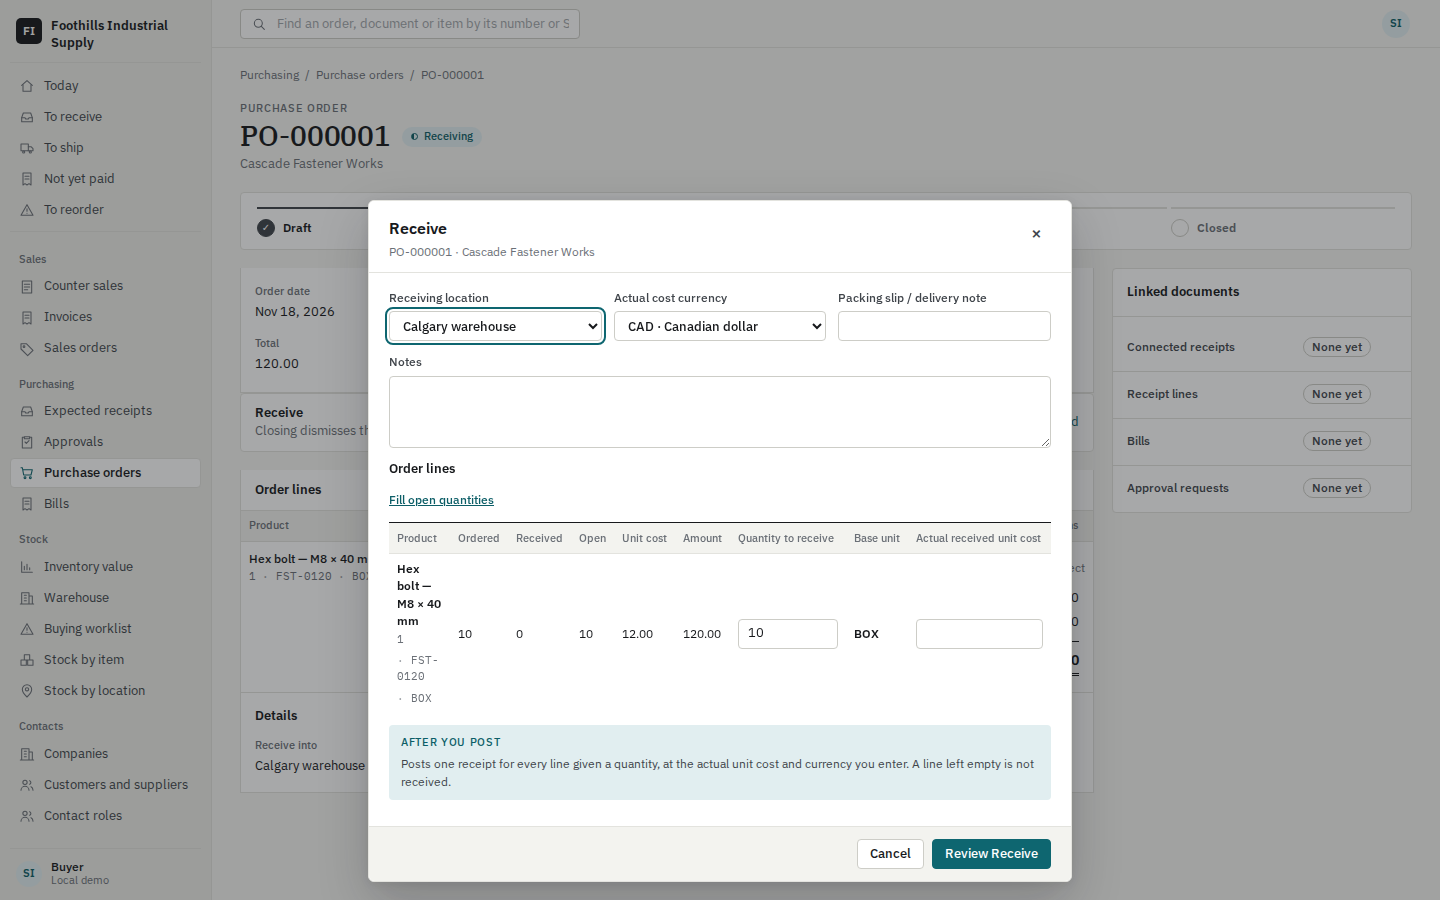 FI
Foothills Industrial
Supply
Today
To receive
To ship
Not yet paid
To reorder
Sales
Counter sales
Invoices
Sales orders
Purchasing
Expected receipts
Approvals
Purchase orders
Bills
Stock
Inventory value
Warehouse
Buying worklist
Stock by item
Stock by location
Contacts
Companies
Customers and suppliers
Contact roles
SI
Buyer
Local demo
Find an order, document or item by its number or S
SI
Purchasing / Purchase orders / PO-000001
PURCHASE ORDER
PO-000001
Receiving
Cascade Fastener Works
Draft
Closed
Order date
Nov 18, 2026
Total
120.00
Receive
Closing dismisses
Order lines
Product
Hex bolt — M8 × 40 m
1 · FST-0120 · BO
Details
Receive into
Calgary warehouse
Linked documents
Connected receipts None yet
Receipt lines None yet
Bills None yet
Approval requests None yet
Receive
PO-000001 · Cascade Fastener Works
×
Receiving location Actual cost currency Packing slip / delivery note
Calgary warehouse CAD · Canadian dollar
Notes
Order lines
Fill open quantities
Product Ordered Received Open Unit cost Amount Quantity to receive Base unit Actual received unit cost
Hex
bolt —
M8 × 40
mm
1
· FST-
0120
· BOX
10 0 10 12.00 120.00 10 BOX
AFTER YOU POST
Posts one receipt for every line given a quantity, at the actual unit cost and currency you enter. A line left empty is not
received.
Cancel Review Receive